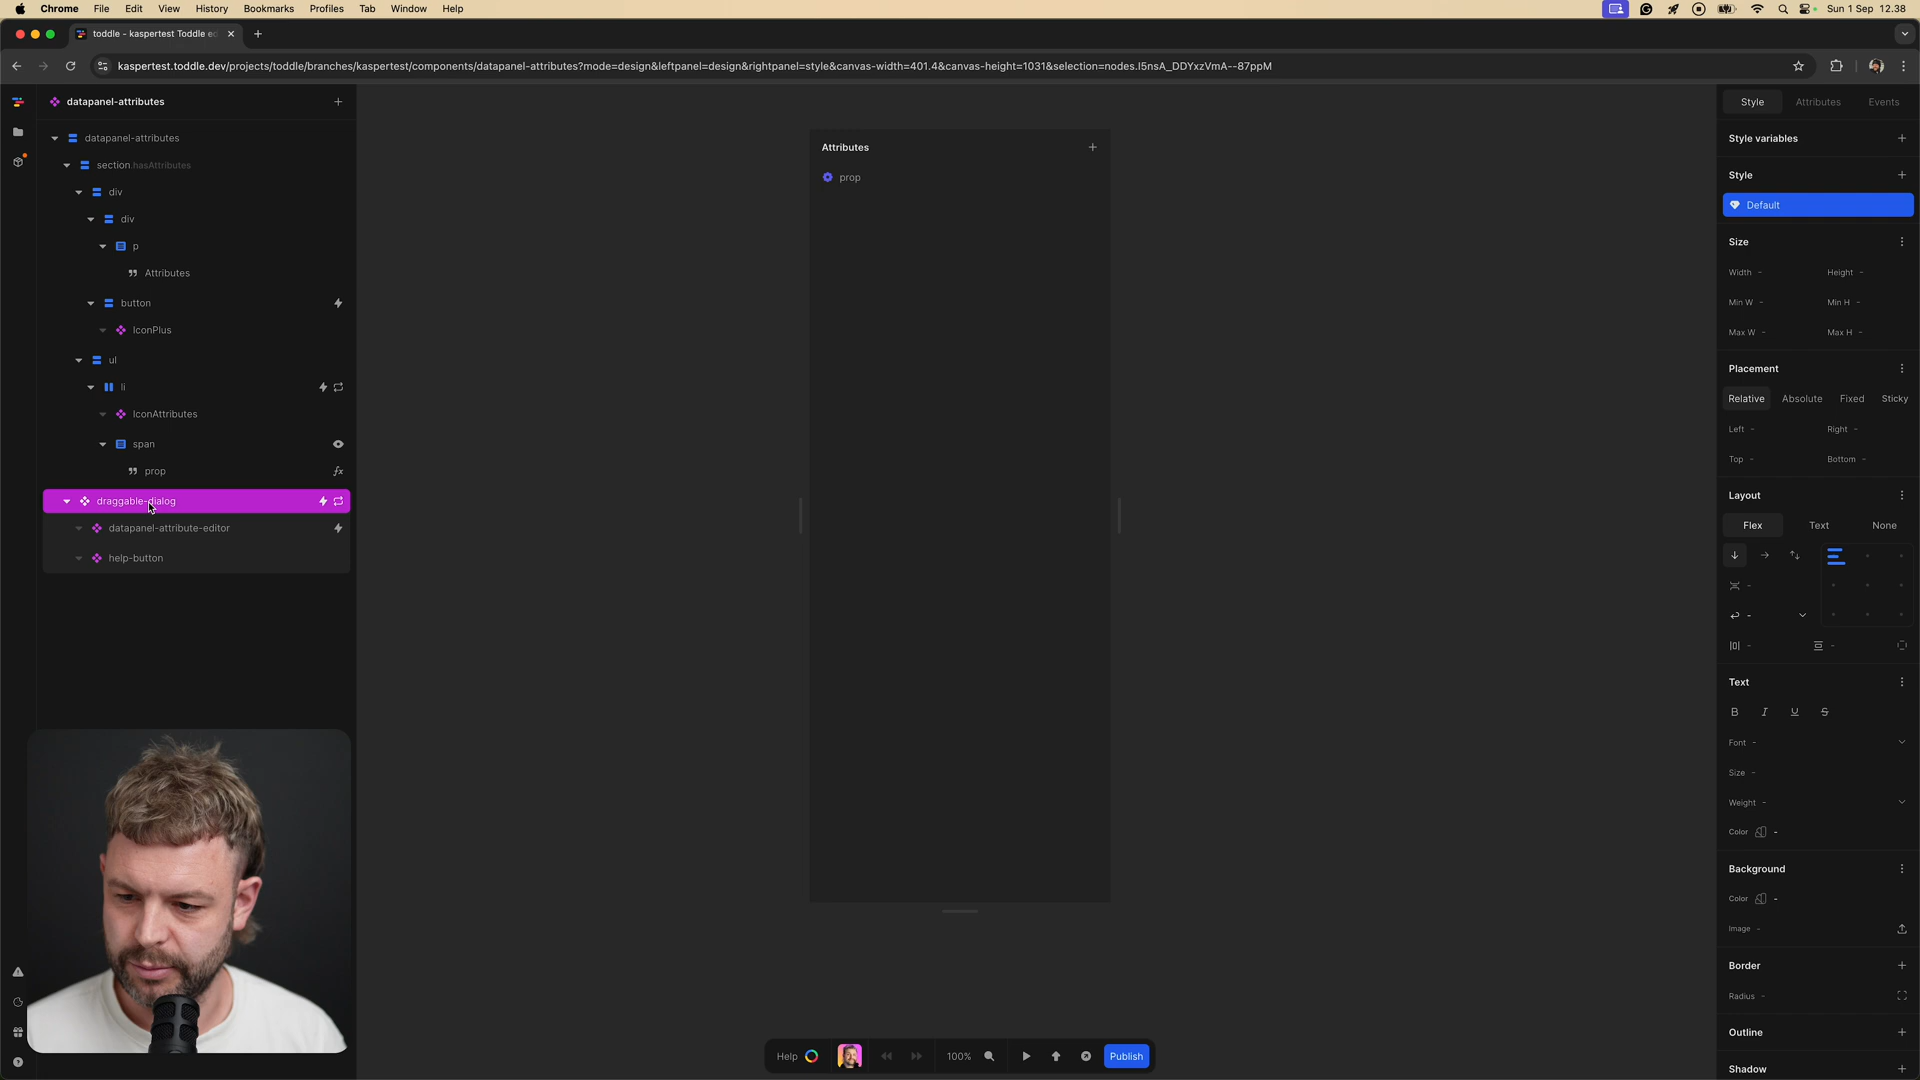 Chrome File Edit View History Bookmarks Profiles Tab Window Help
Sun 1 Sep 12.38
toddle - kaspertest Toddle ed
kaspertest.toddle.dev/projects/toddle/branches/kaspertest/components/datapanel-attributes?mode=design&leftpanel=design&rightpanel=style&canvas-width=401.4&canvas-height=1031&selection=nodes.I5nsA_DDYxzVmA--87ppM
datapanel-attributes
datapanel-attributes
section.hasAttributes
div
div
p
Attributes
button
IconPlus
ul
li
IconAttributes
span
prop
fx
draggable-dialog
datapanel-attribute-editor
help-button
Attributes
prop
Help
100%
Publish
Style Attributes Events
Style variables
Style
Default
Size
Width - Height -
Min W - Min H -
Max W - Max H -
Placement
Relative Absolute Fixed Sticky
Left - Right -
Top - Bottom -
Layout
Flex Text None
Text
B I U S
Font -
Size -
Weight -
Color -
Background
Color -
Image -
Border
Radius -
Outline
Shadow